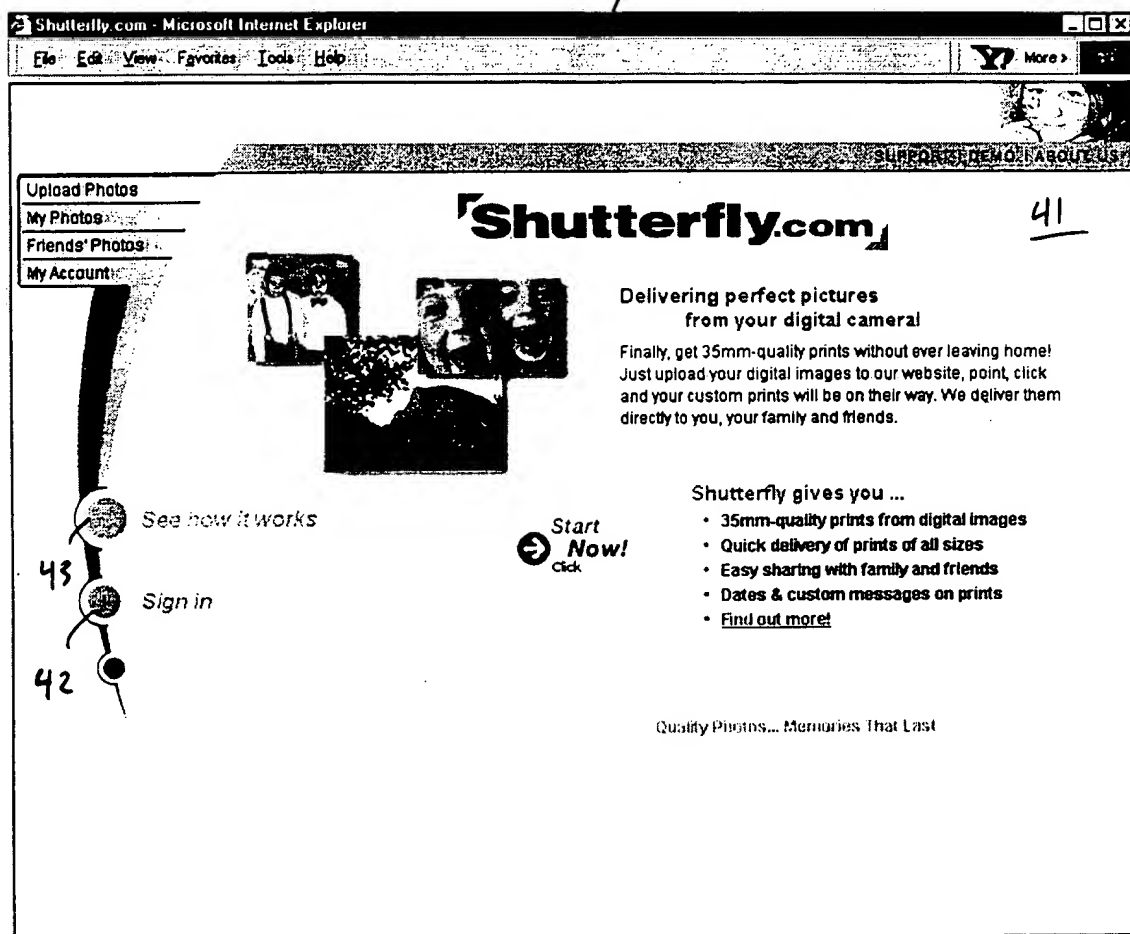 Shutterfly.com - Microsoft Internet Explorer
File Edit View Favorites Tools Help
More »
SUPPORT | DEMO | ABOUT US
Upload Photos
My Photos
Friends' Photos
My Account
Shutterfly.com
41
Delivering perfect pictures
from your digital camera!
Finally, get 35mm-quality prints without ever leaving home!
Just upload your digital images to our website, point, click
and your custom prints will be on their way. We deliver them
directly to you, your family and friends.
See how it works
43
Start
Now!
Click
Shutterfly gives you ...
• 35mm-quality prints from digital images
• Quick delivery of prints of all sizes
• Easy sharing with family and friends
• Dates & custom messages on prints
• Find out more!
Sign in
42
Quality Photos... Memories That Last